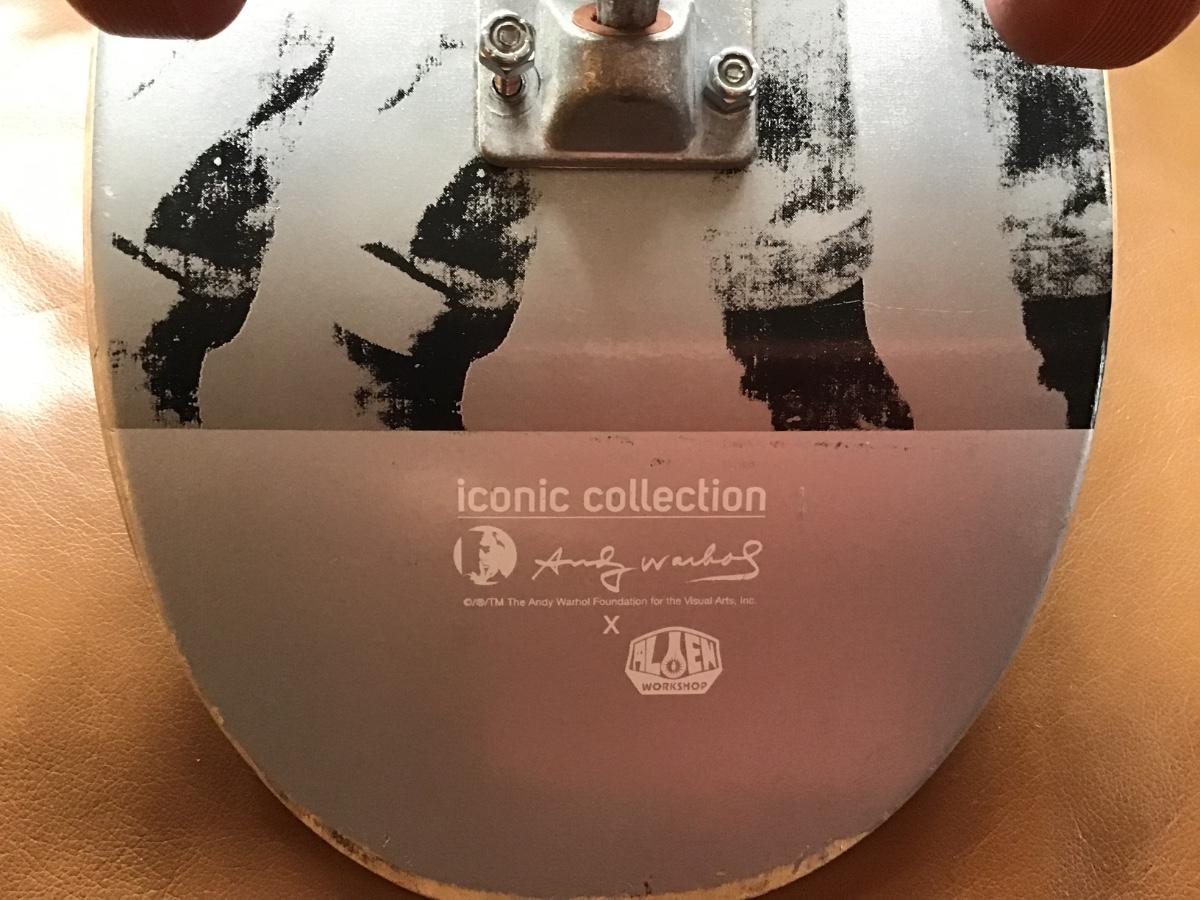 iconic collection
Andy Warhol
©/®/TM The Andy Warhol Foundation for the Visual Arts, Inc.
X
ALIEN
WORKSHOP